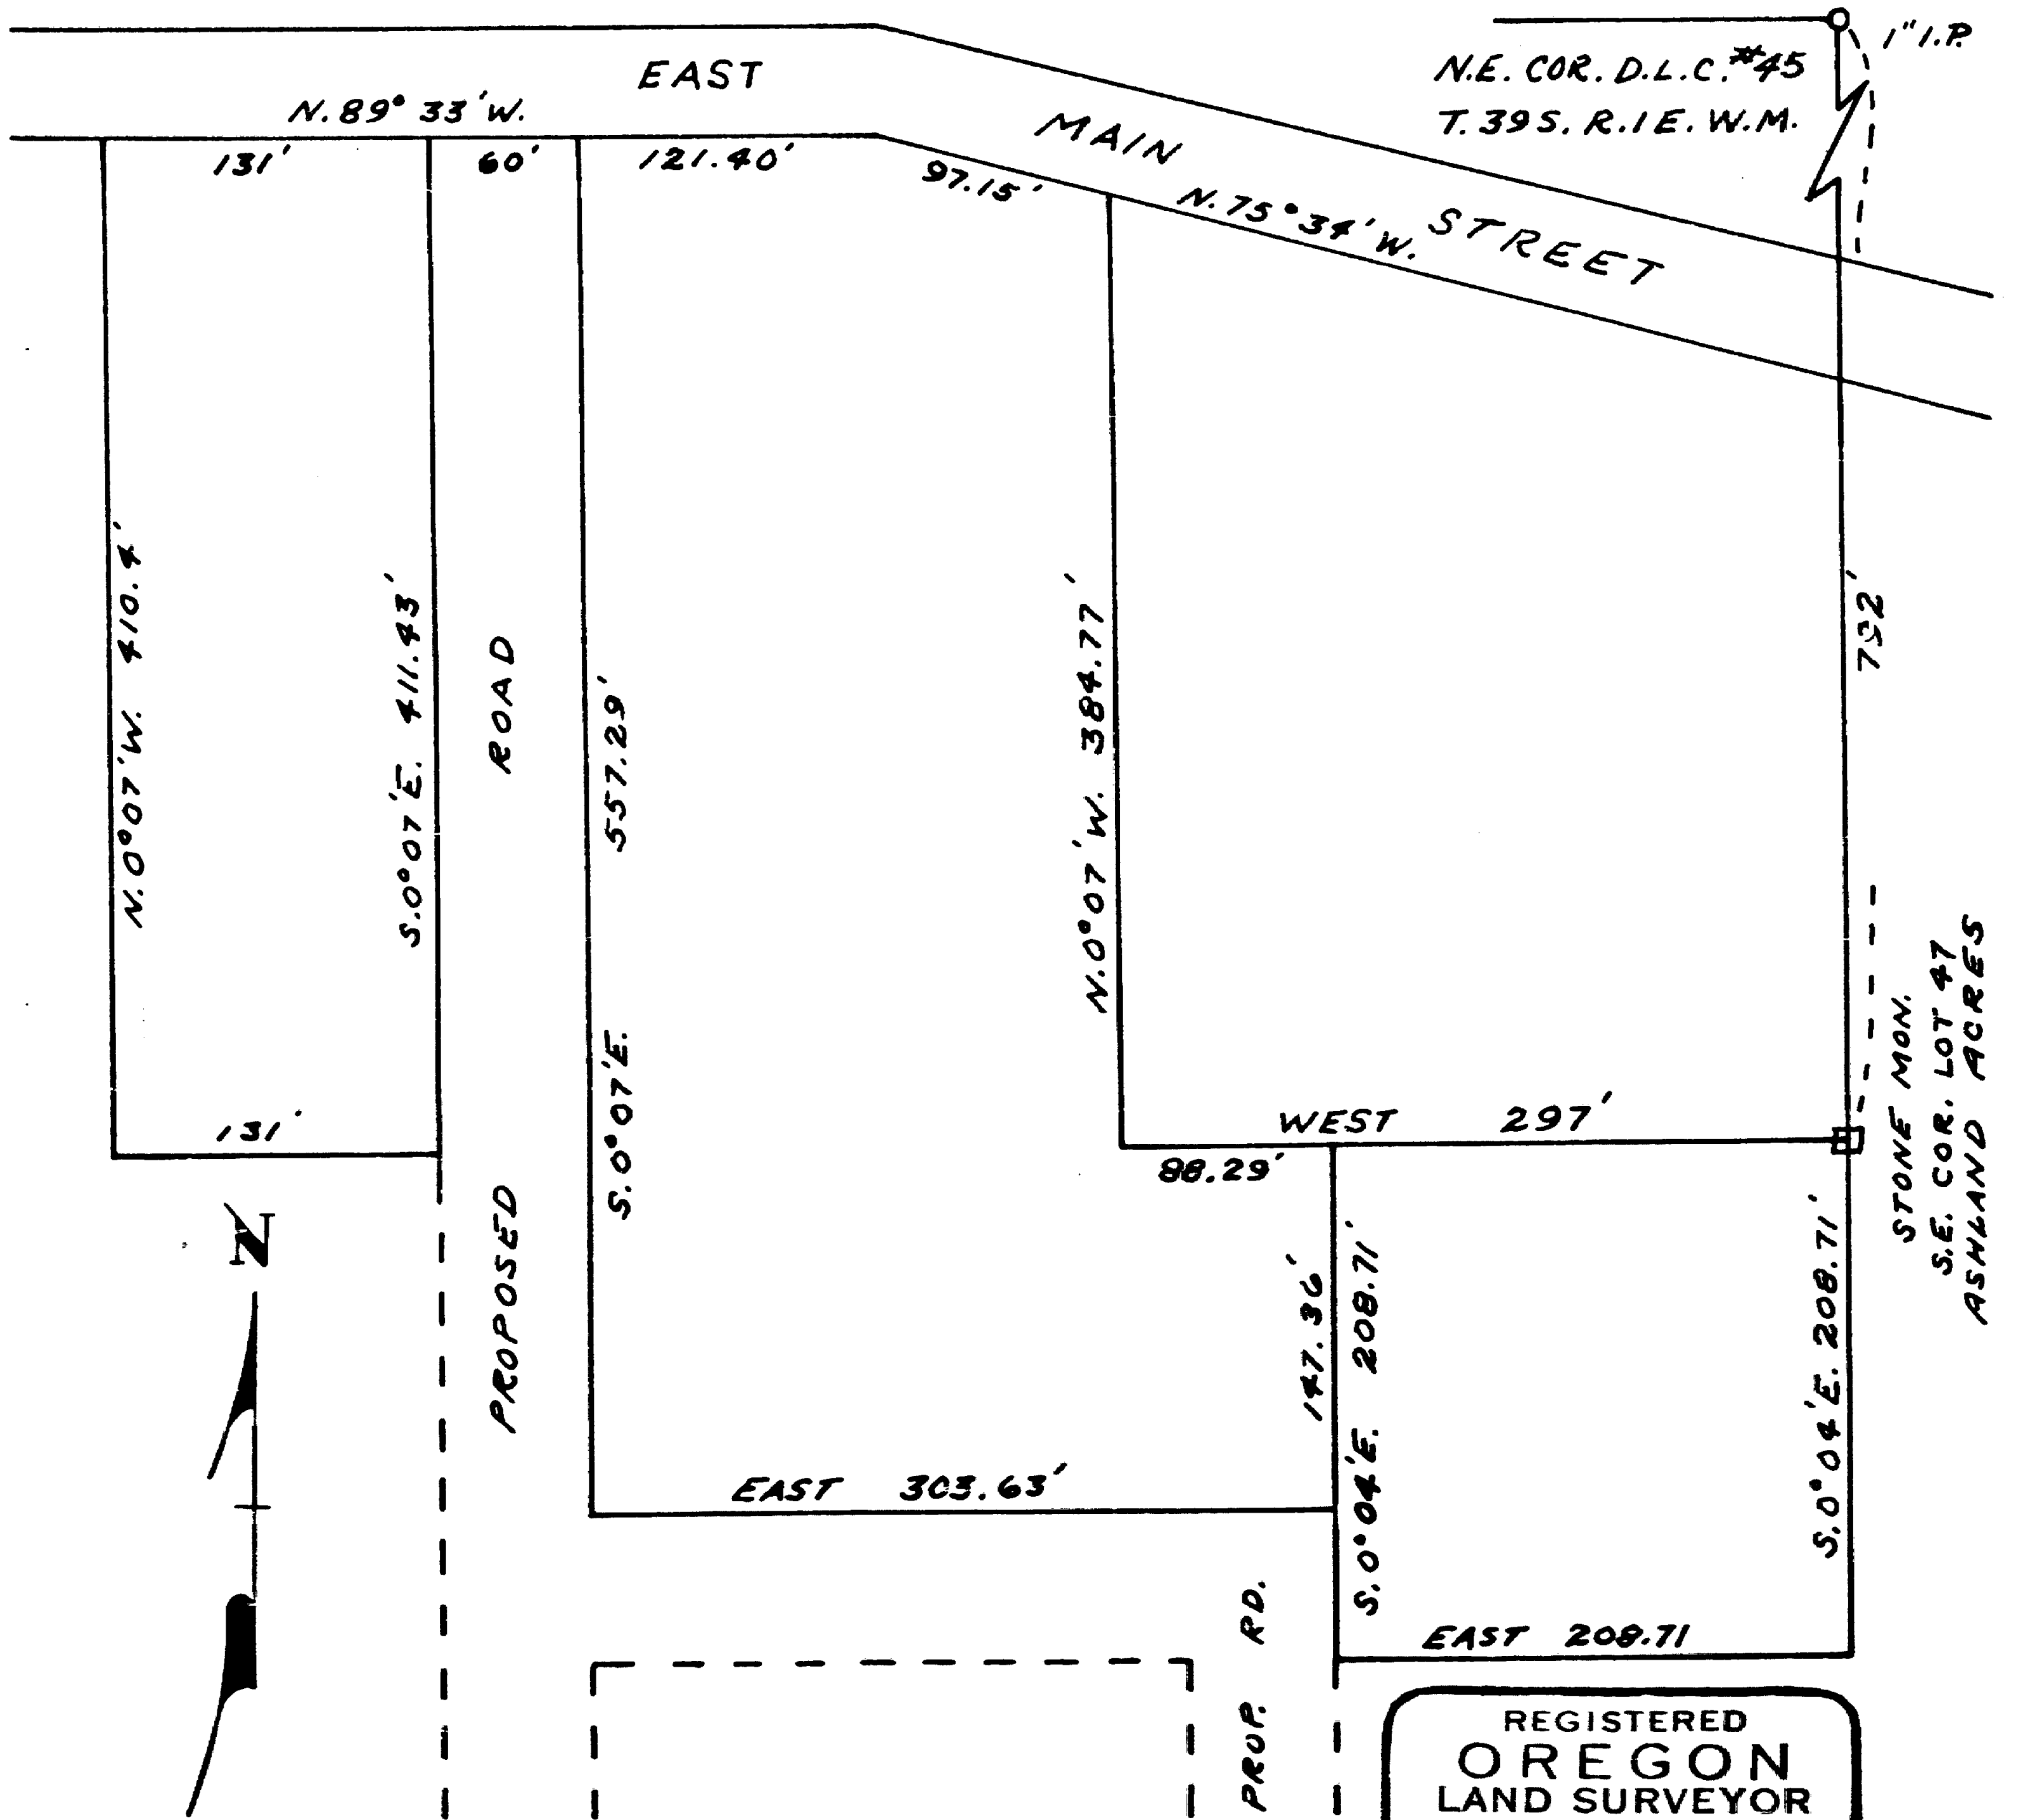 1" I.P.
N.E. COR. D.L.C. #45
T. 39 S. R. 1 E. W.M.
EAST
MAIN
STREET
N. 89° 33' W.
131'
60'
121.40'
97.15'
N. 75° 34' W.
N. 0° 07' W. 410.4'
S. 0° 07' E. 411.43'
ROAD
PROPOSED
S. 0° 07' E. 557.29'
N. 0° 07' W. 384.77'
732'
131'
WEST 297'
88.29'
STONE MON.
S.E. COR. LOT 47
ASHLAND ACRES
N
147.36'
S. 0° 04' E. 208.71'
S. 0° 04' E. 208.71'
EAST 303.63'
EAST 208.71
PROP. RD.
REGISTERED
OREGON
LAND SURVEYOR